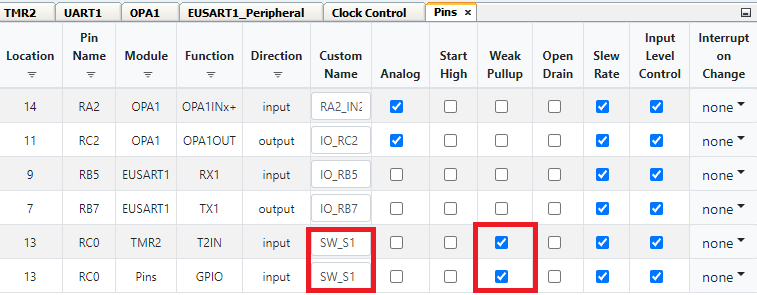 TMR2 UART1 OPA1 EUSART1_Peripheral Clock Control Pins ×
Location Pin Name Module Function Direction Custom Name Analog Start High Weak Pullup Open Drain Slew Rate Input Level Control Interrupt on Change
14 RA2 OPA1 OPA1INx+ input RA2_IN2 none
11 RC2 OPA1 OPA1OUT output IO_RC2 none
9 RB5 EUSART1 RX1 input IO_RB5 none
7 RB7 EUSART1 TX1 output IO_RB7 none
13 RC0 TMR2 T2IN input SW_S1 none
13 RC0 Pins GPIO input SW_S1 none